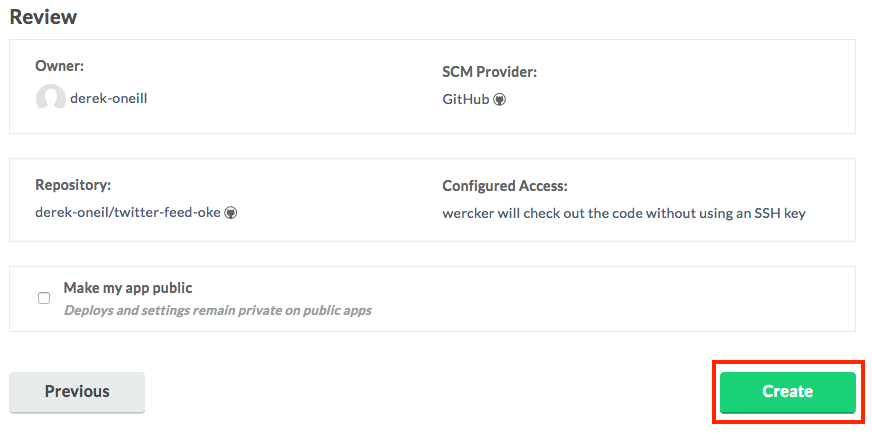 Review
Owner:
derek-oneill
SCM Provider:
GitHub
Repository:
derek-oneil/twitter-feed-oke
Configured Access:
wercker will check out the code without using an SSH key
Make my app public
Deploys and settings remain private on public apps
Previous
Create